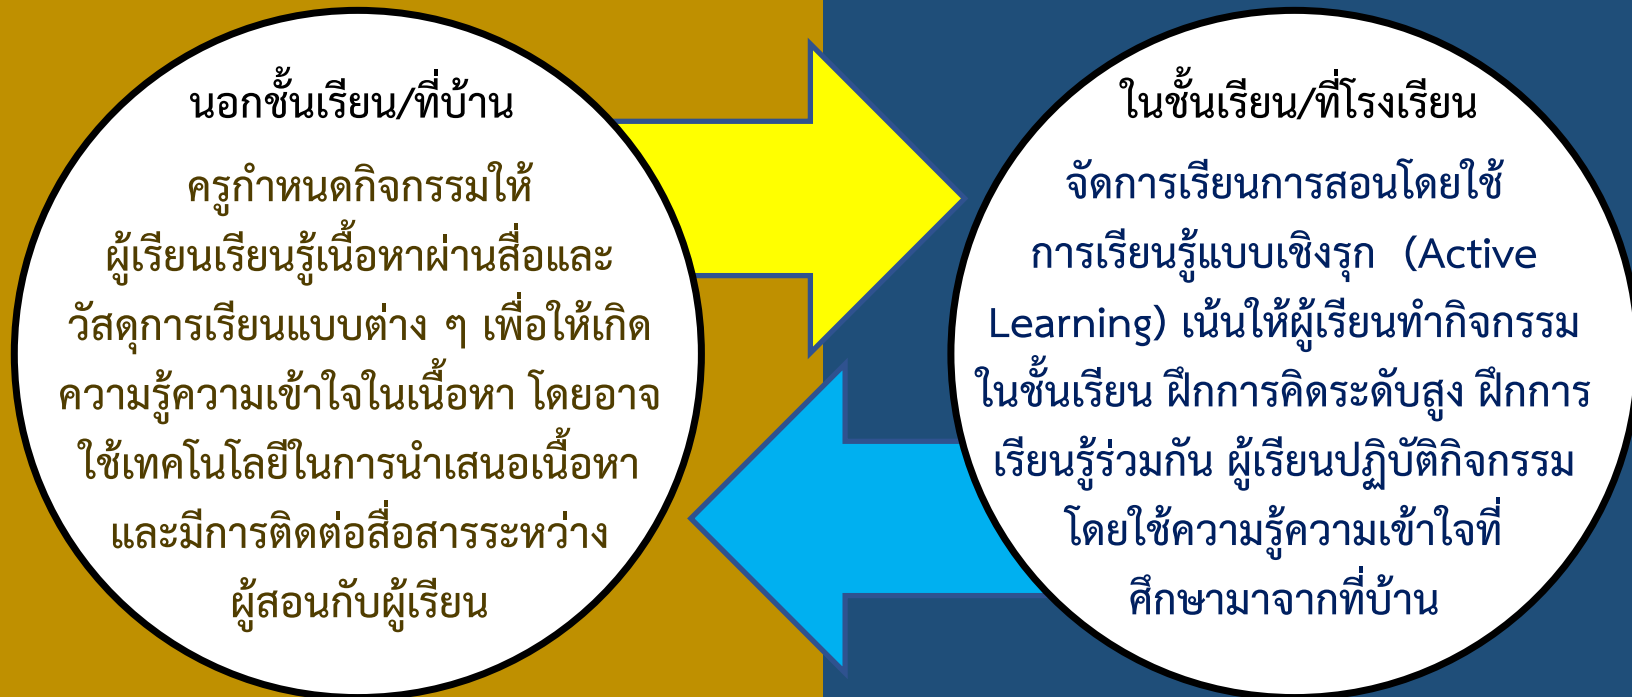 นอกชั้นเรียน/ที่บ้าน
ครูกำหนดกิจกรรมให้
ผู้เรียนเรียนรู้เนื้อหาผ่านสื่อและ
วัสดุการเรียนแบบต่าง ๆ เพื่อให้เกิด
ความรู้ความเข้าใจในเนื้อหา โดยอาจ
ใช้เทคโนโลยีในการนำเสนอเนื้อหา
และมีการติดต่อสื่อสารระหว่าง
ผู้สอนกับผู้เรียน
ในชั้นเรียน/ที่โรงเรียน
จัดการเรียนการสอนโดยใช้
การเรียนรู้แบบเชิงรุก (Active
Learning) เน้นให้ผู้เรียนทำกิจกรรม
ในชั้นเรียน ฝึกการคิดระดับสูง ฝึกการ
เรียนรู้ร่วมกัน ผู้เรียนปฏิบัติกิจกรรม
โดยใช้ความรู้ความเข้าใจที่
ศึกษามาจากที่บ้าน